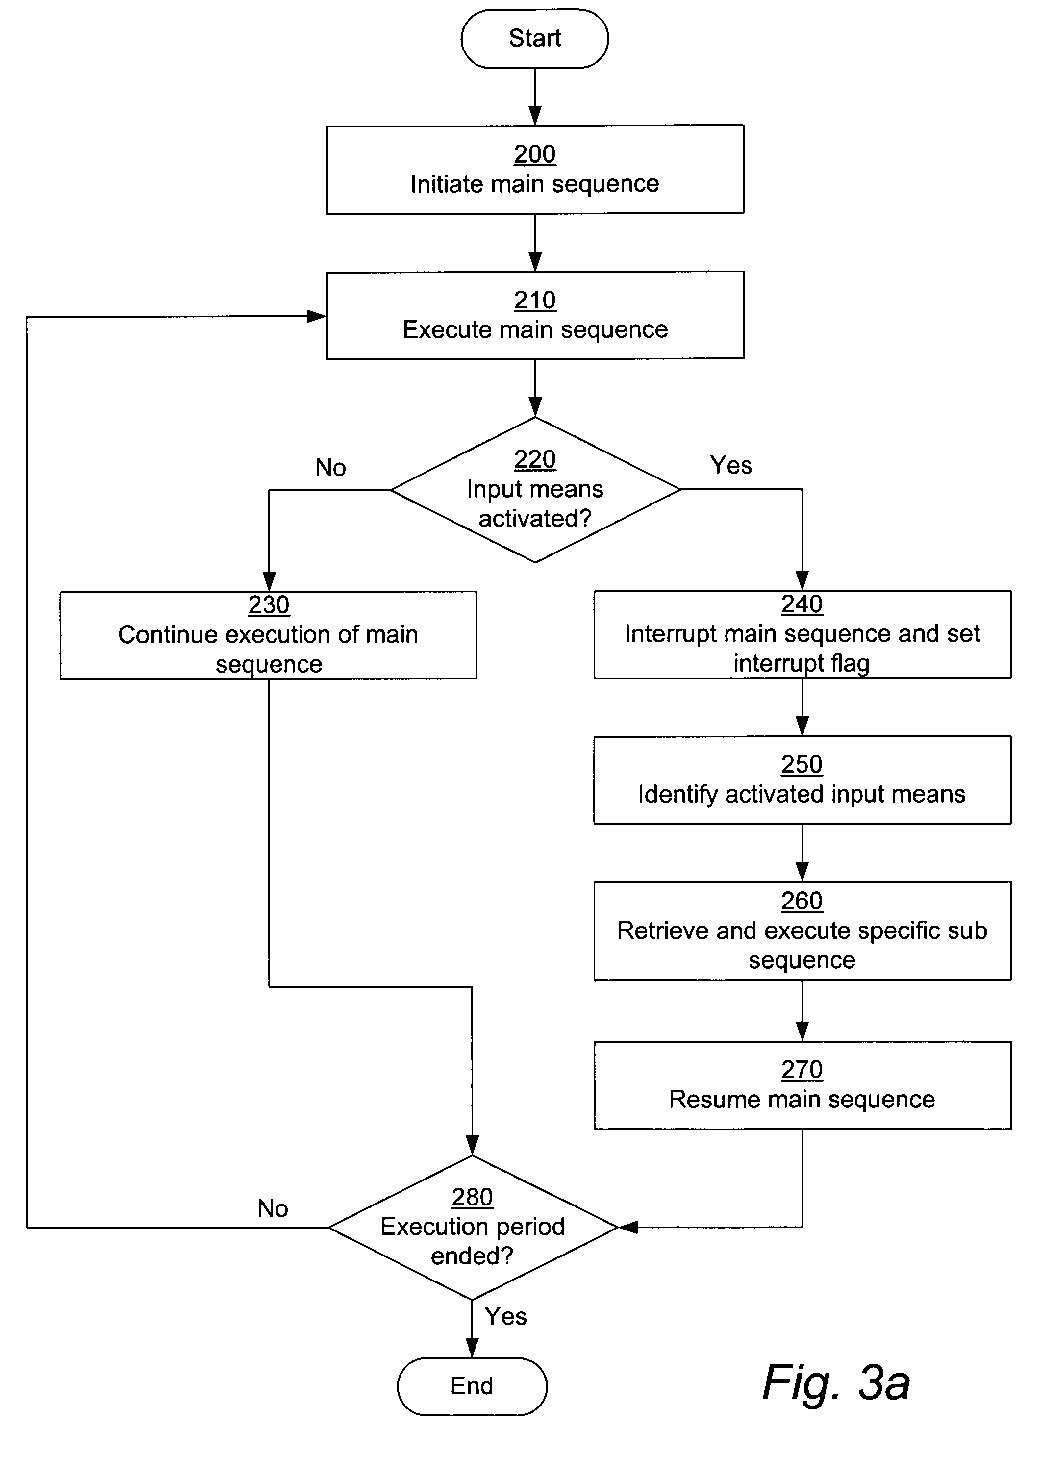 Start
200
Initiate main sequence
210
Execute main sequence
No
Yes
220
Input means
activated?
230
Continue execution of main
sequence
240
Interrupt main sequence and set
interrupt flag
250
Identify activated input means
260
Retrieve and execute specific sub
sequence
270
Resume main sequence
No
280
Execution period
ended?
Yes
End
Fig. 3a